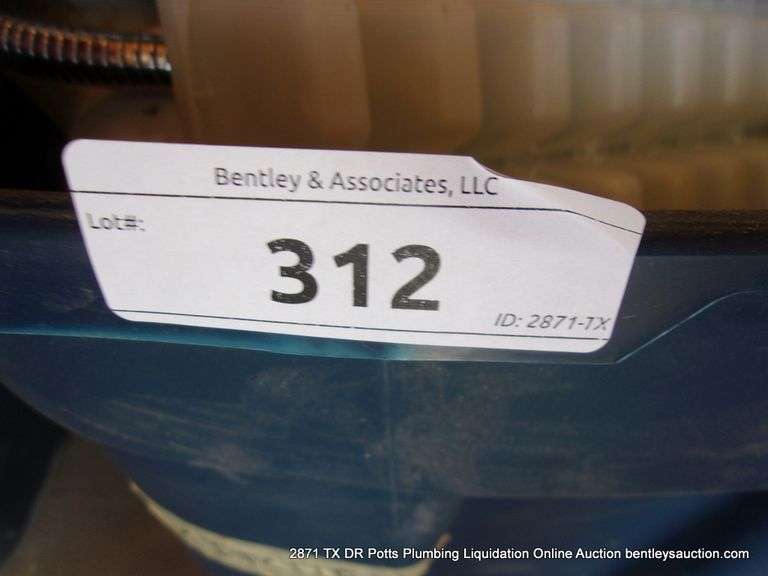 Bentley & Associates, LLC
Lot#:
312
ID: 2871-TX
2871 TX DR Potts Plumbing Liquidation Online Auction bentleysauction.com